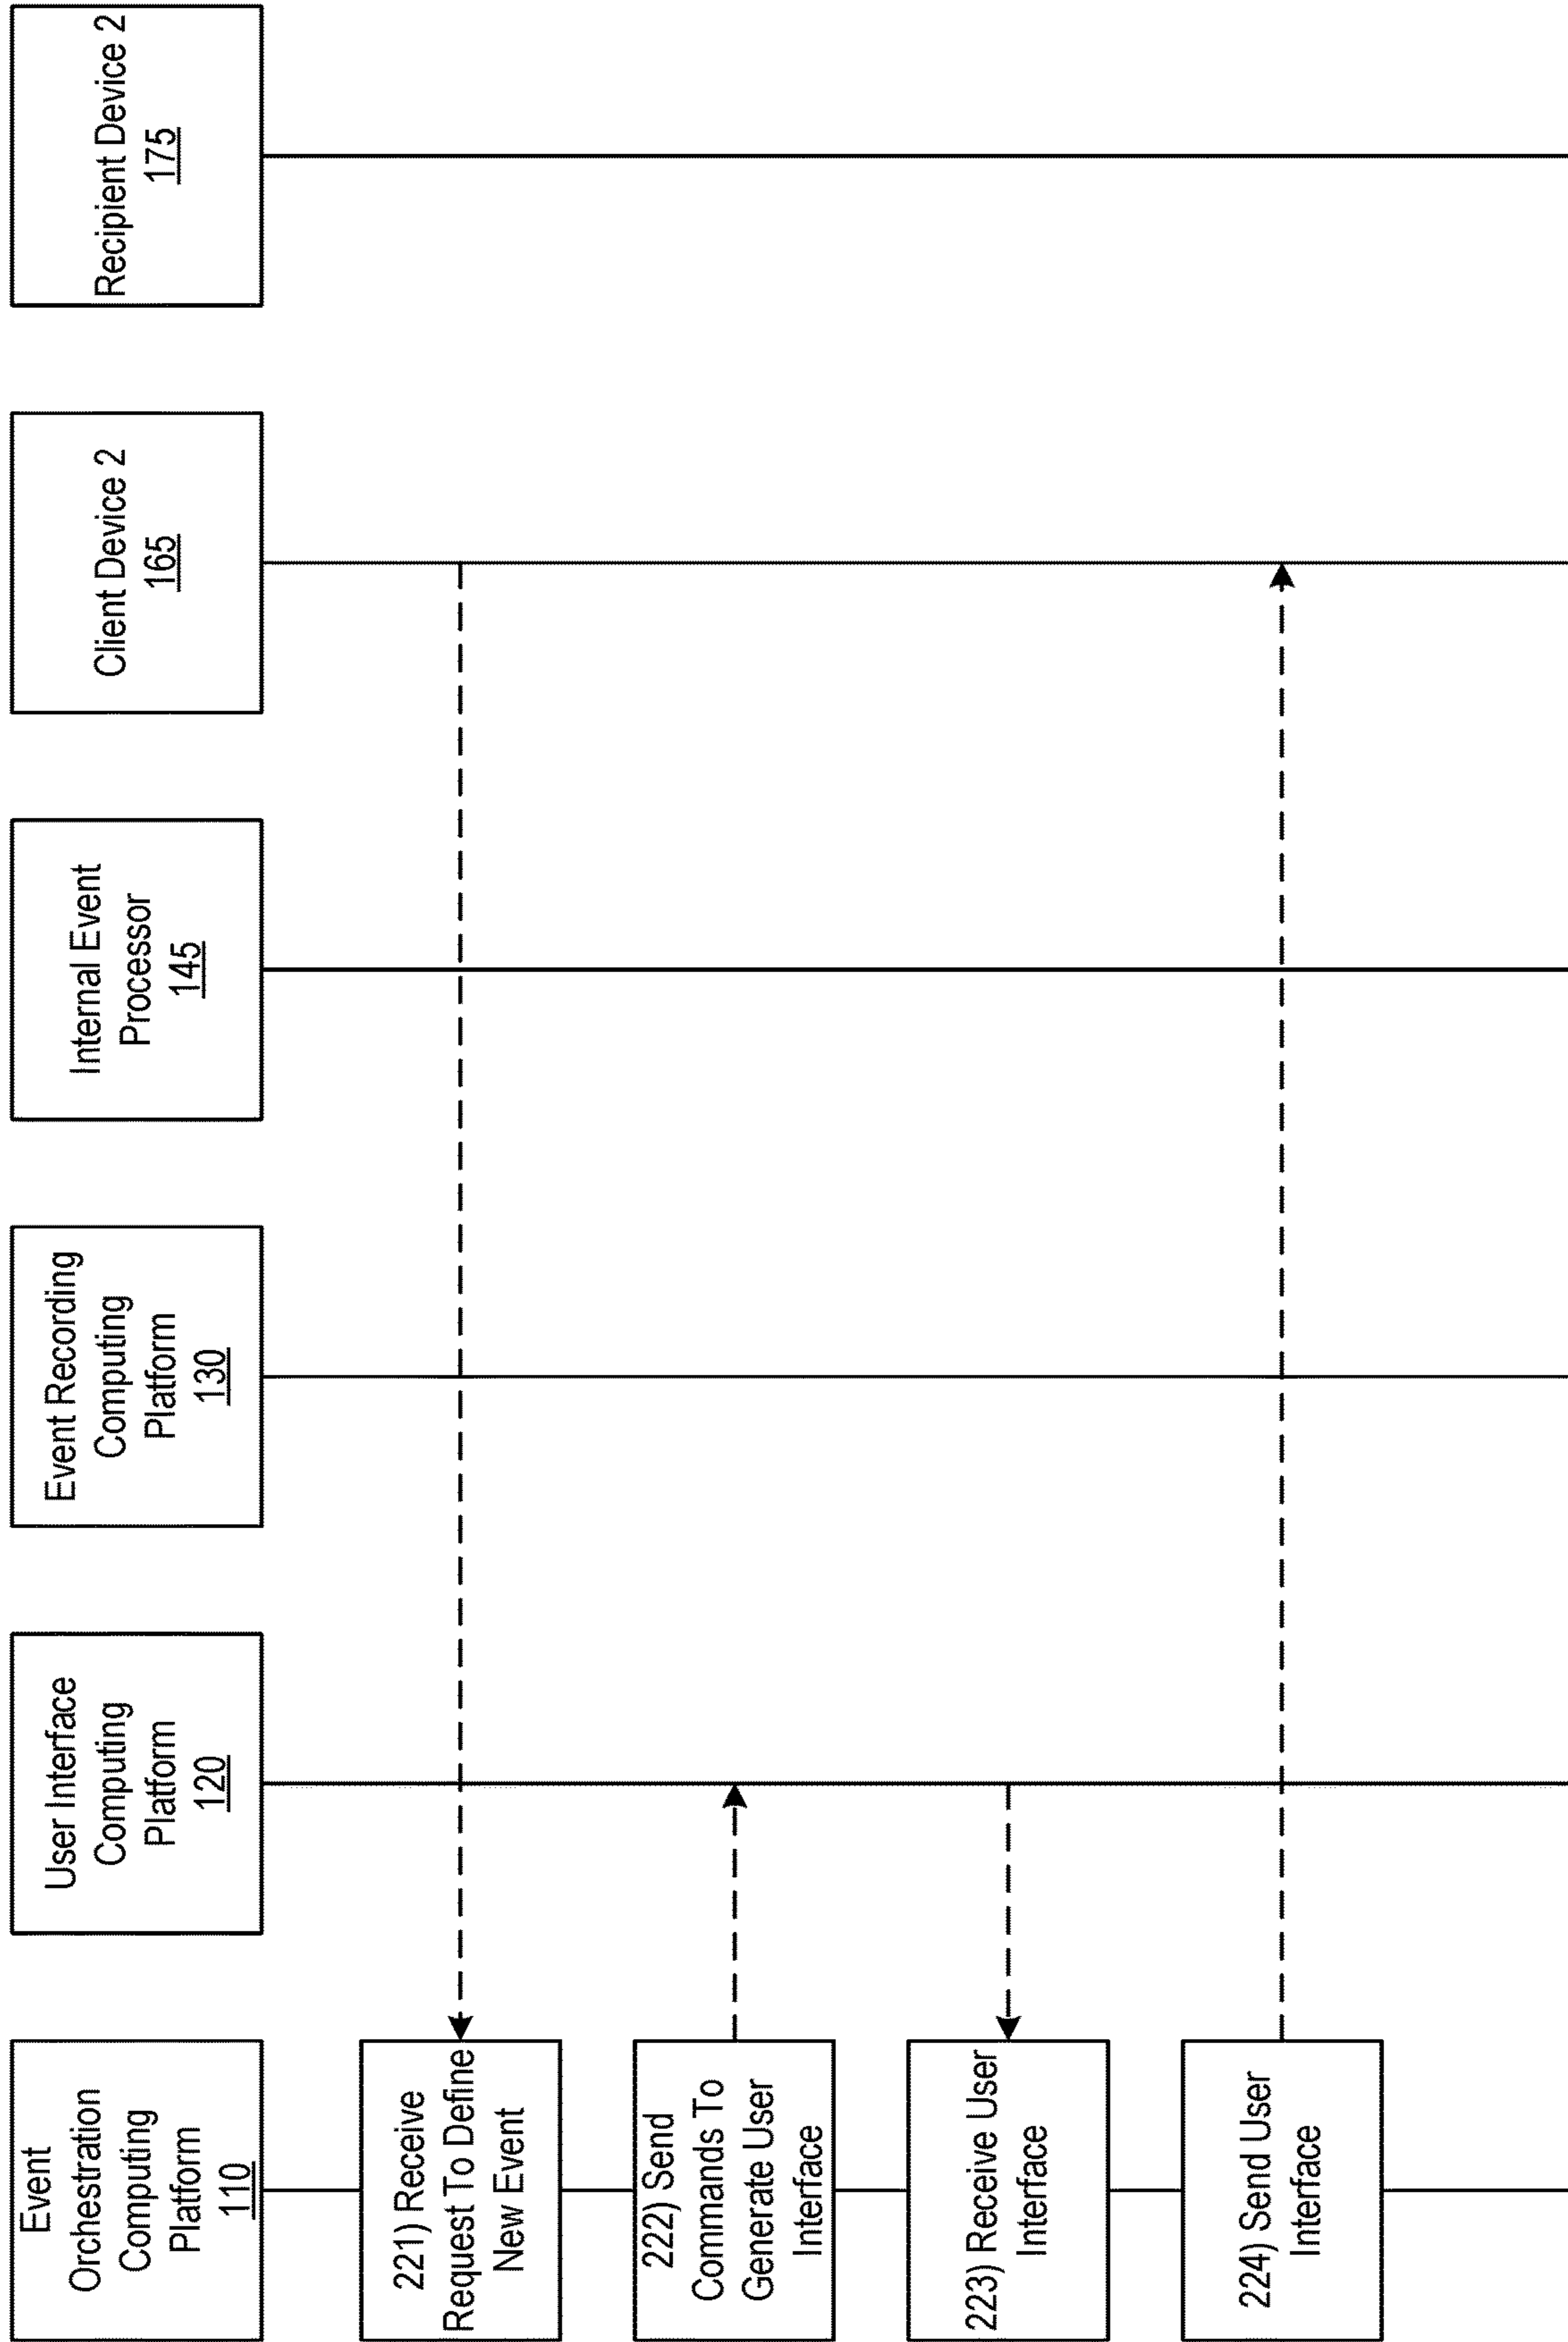 Event
Orchestration
Computing
Platform
110
User Interface
Computing
Platform
120
Event Recording
Computing
Platform
130
Internal Event
Processor
145
Client Device 2
165
Recipient Device 2
175
221) Receive
Request To Define
New Event
222) Send
Commands To
Generate User
Interface
223) Receive User
Interface
224) Send User
Interface